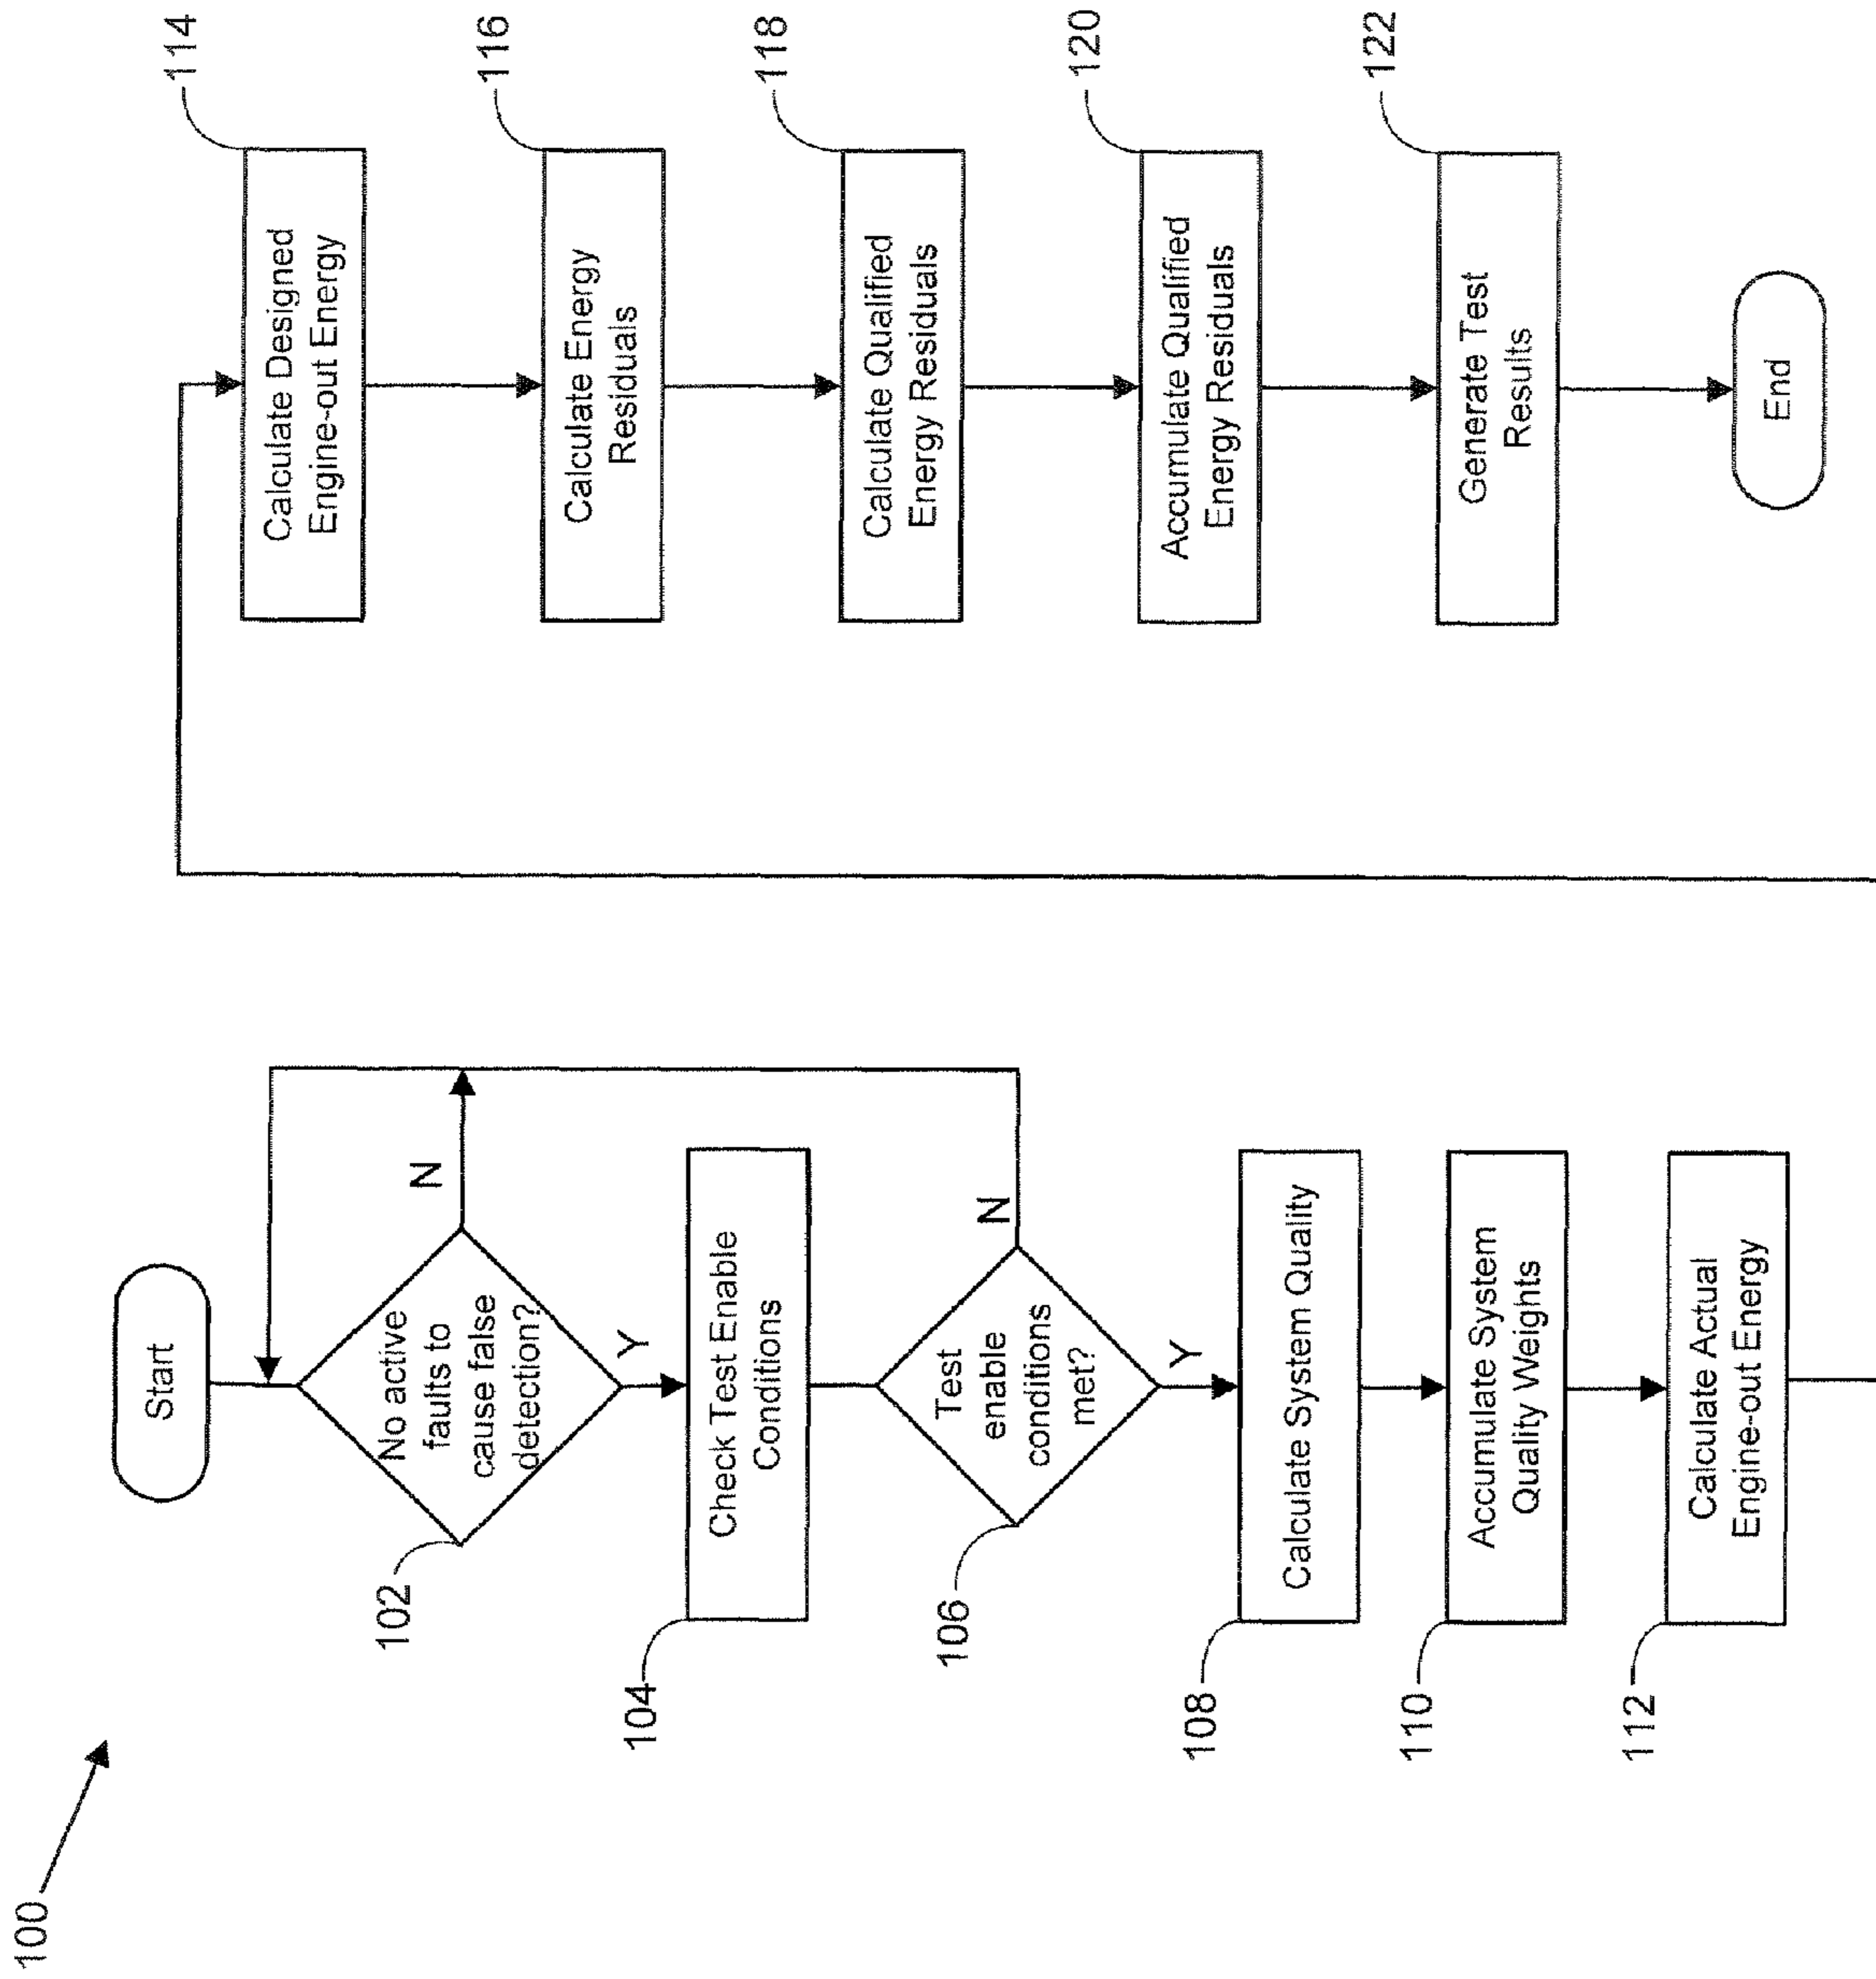 100
Start
102
No active
faults to
cause false
detection?
N
Y
104
Check Test Enable
Conditions
106
Test
enable
conditions
met?
N
Y
108
Calculate System Quality
110
Accumulate System
Quality Weights
112
Calculate Actual
Engine-out Energy
114
Calculate Designed
Engine-out Energy
116
Calculate Energy
Residuals
118
Calculate Qualified
Energy Residuals
120
Accumulate Qualified
Energy Residuals
122
Generate Test
Results
End